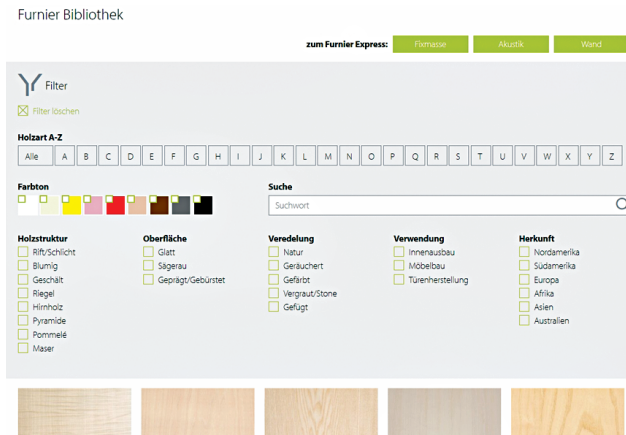 Furnier Bibliothek
zum Furnier Express: Fixmasse Akustik Wand
Filter
Filter löschen
Holzart A-Z
Alle A B C D E F G H I J K L M N O P Q R S T U V W X Y Z
Farbton Suche
Suchwort
Holzstruktur Oberfläche Veredelung Verwendung Herkunft
Rift/Schlicht Glatt Natur Innenausbau Nordamerika
Blumig Sägerau Geräuchert Möbelbau Südamerika
Geschält Geprägt/Gebürstet Gefärbt Türenherstellung Europa
Riegel Vergraut/Stone Afrika
Hirnholz Gefügt Asien
Pyramide Australien
Pommelé
Maser